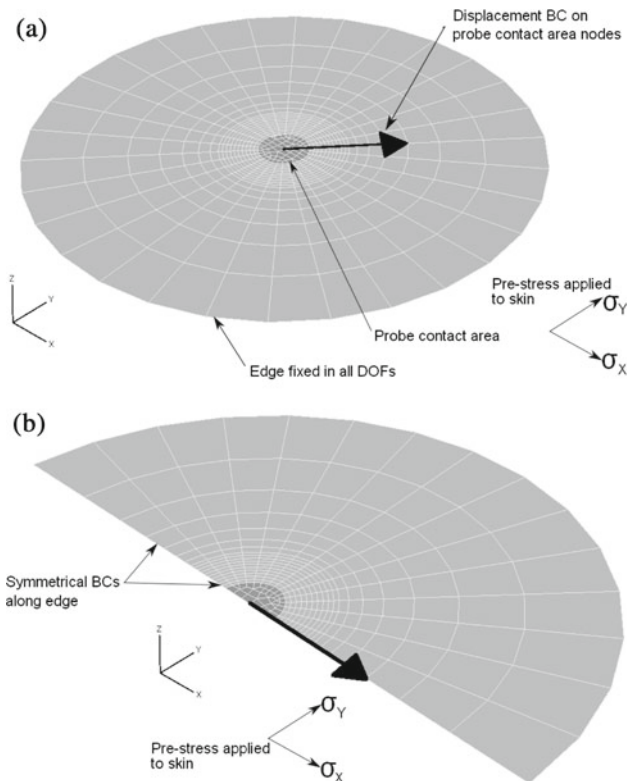 (a)
Displacement BC on
probe contact area nodes
Z
Y
X
Pre-stress applied
to skin
σY
σX
Probe contact area
Edge fixed in all DOFs
(b)
Symmetrical BCs
along edge
Z
Y
X
σY
Pre-stress applied
to skin
σX